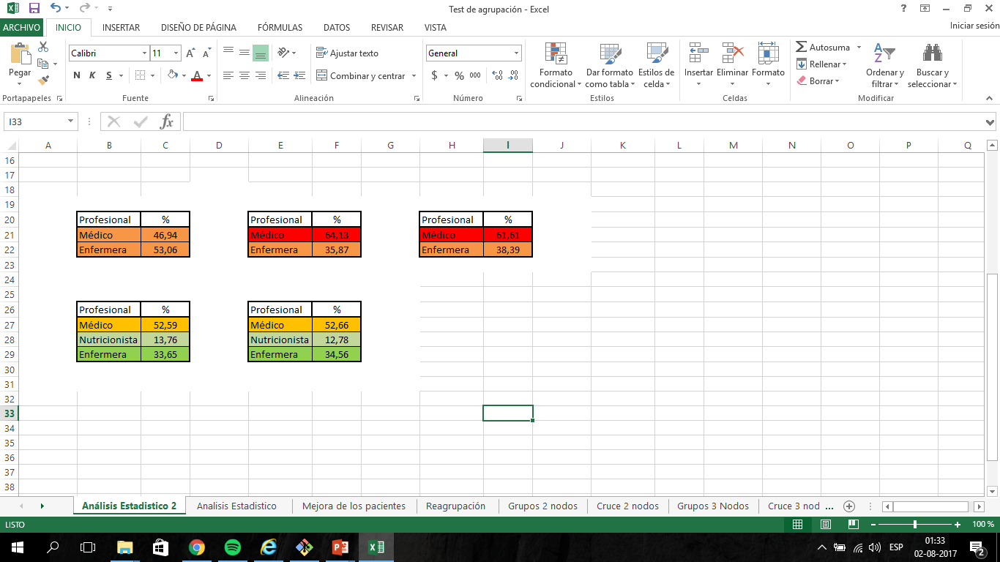 Test de agrupación - Excel
ARCHIVO INICIO INSERTAR DISEÑO DE PÁGINA FÓRMULAS DATOS REVISAR VISTA Iniciar sesión
Pegar
Calibri 11
N K S
Ajustar texto
Combinar y centrar
General
$ % 000
Formato condicional
Dar formato como tabla
Estilos de celda
Insertar Eliminar Formato
Autosuma
Rellenar
Borrar
Ordenar y filtrar
Buscar y seleccionar
Portapapeles Fuente Alineación Número Estilos Celdas Modificar
I33 fx
A B C D E F G H I J K L M N O P Q
16
17
18
19
20 Profesional % Profesional % Profesional %
21 Médico 46,94 Médico 64,13 Médico 61,61
22 Enfermera 53,06 Enfermera 35,87 Enfermera 38,39
23
24
25
26 Profesional % Profesional %
27 Médico 52,59 Médico 52,66
28 Nutricionista 13,76 Nutricionista 12,78
29 Enfermera 33,65 Enfermera 34,56
30
31
32
33
34
35
36
37
38
Análisis Estadistico 2 Analisis Estadistico Mejora de los pacientes Reagrupación Grupos 2 nodos Cruce 2 nodos Grupos 3 Nodos Cruce 3 nod ...
LISTO 100 %
ESP 01:33
02-08-2017
2